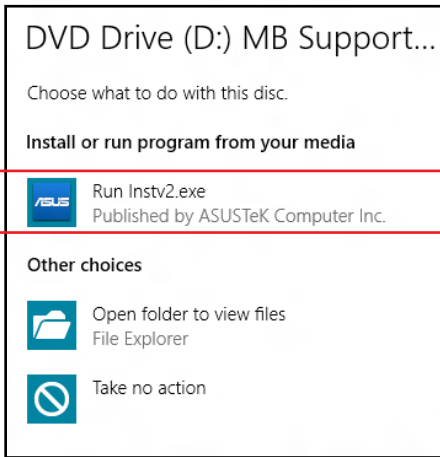 DVD Drive (D:) MB Support...
Choose what to do with this disc.
Install or run program from your media
ASUS
Run Instv2.exe
Published by ASUSTeK Computer Inc.
Other choices
Open folder to view files
File Explorer
Take no action